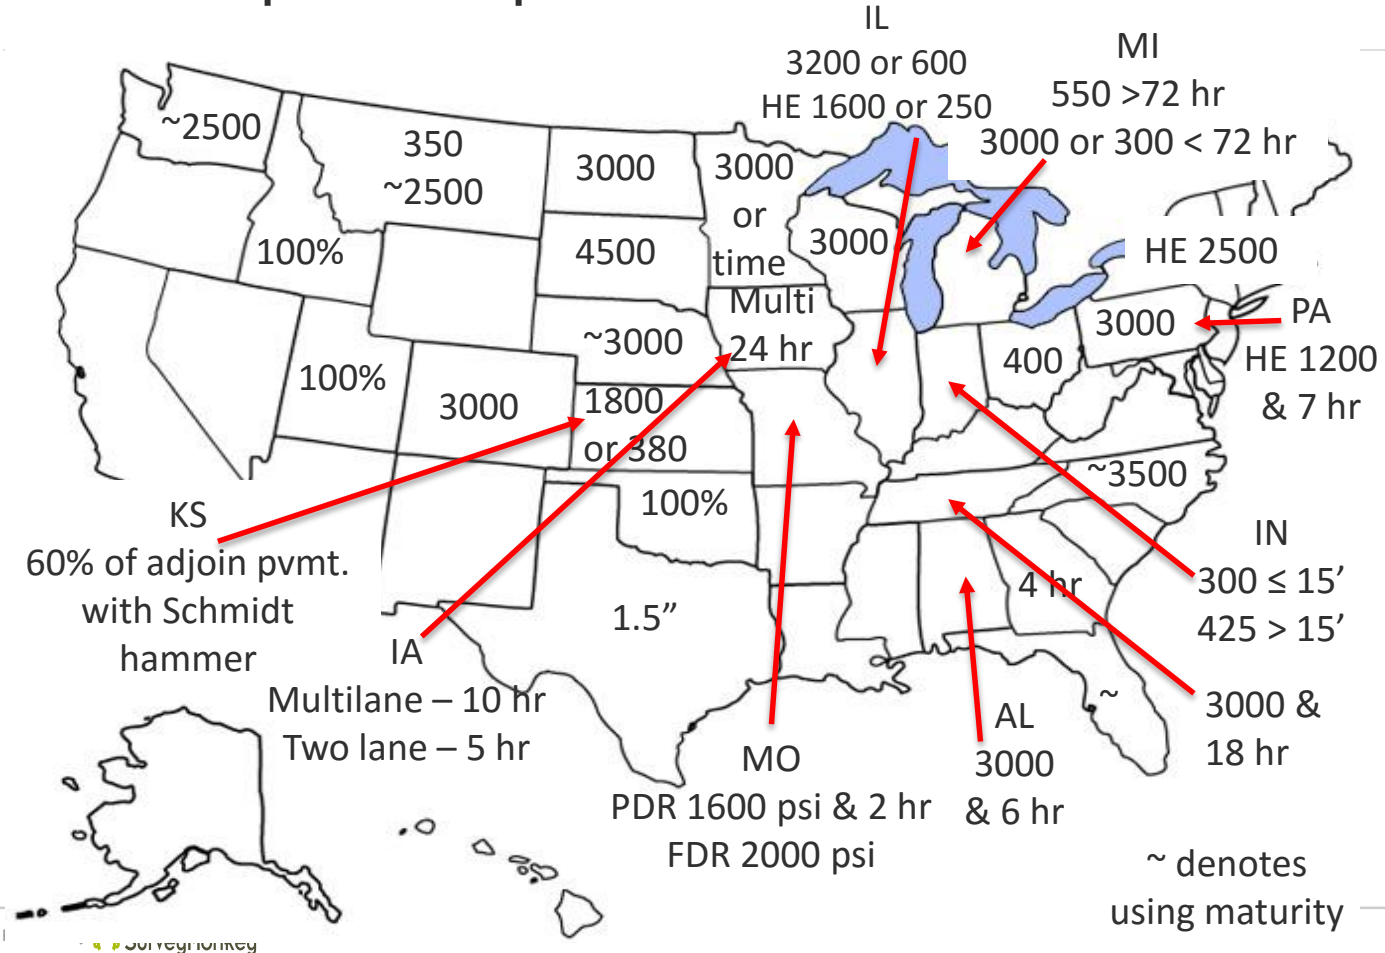 IL
3200 or 600
HE 1600 or 250
MI
550 >72 hr
3000 or 300 < 72 hr
~2500
350
~2500
3000
3000
or
time
3000
100%
4500
HE 2500
Multi
24 hr
~3000
3000
PA
HE 1200
& 7 hr
400
100%
3000
1800
or 380
~3500
100%
KS
60% of adjoin pvmt.
with Schmidt
hammer
IN
300 ≤ 15’
425 > 15’
4 hr
1.5”
IA
Multilane – 10 hr
Two lane – 5 hr
~
3000 &
18 hr
AL
3000
& 6 hr
MO
PDR 1600 psi & 2 hr
FDR 2000 psi
~ denotes
using maturity
SurveyMonkey